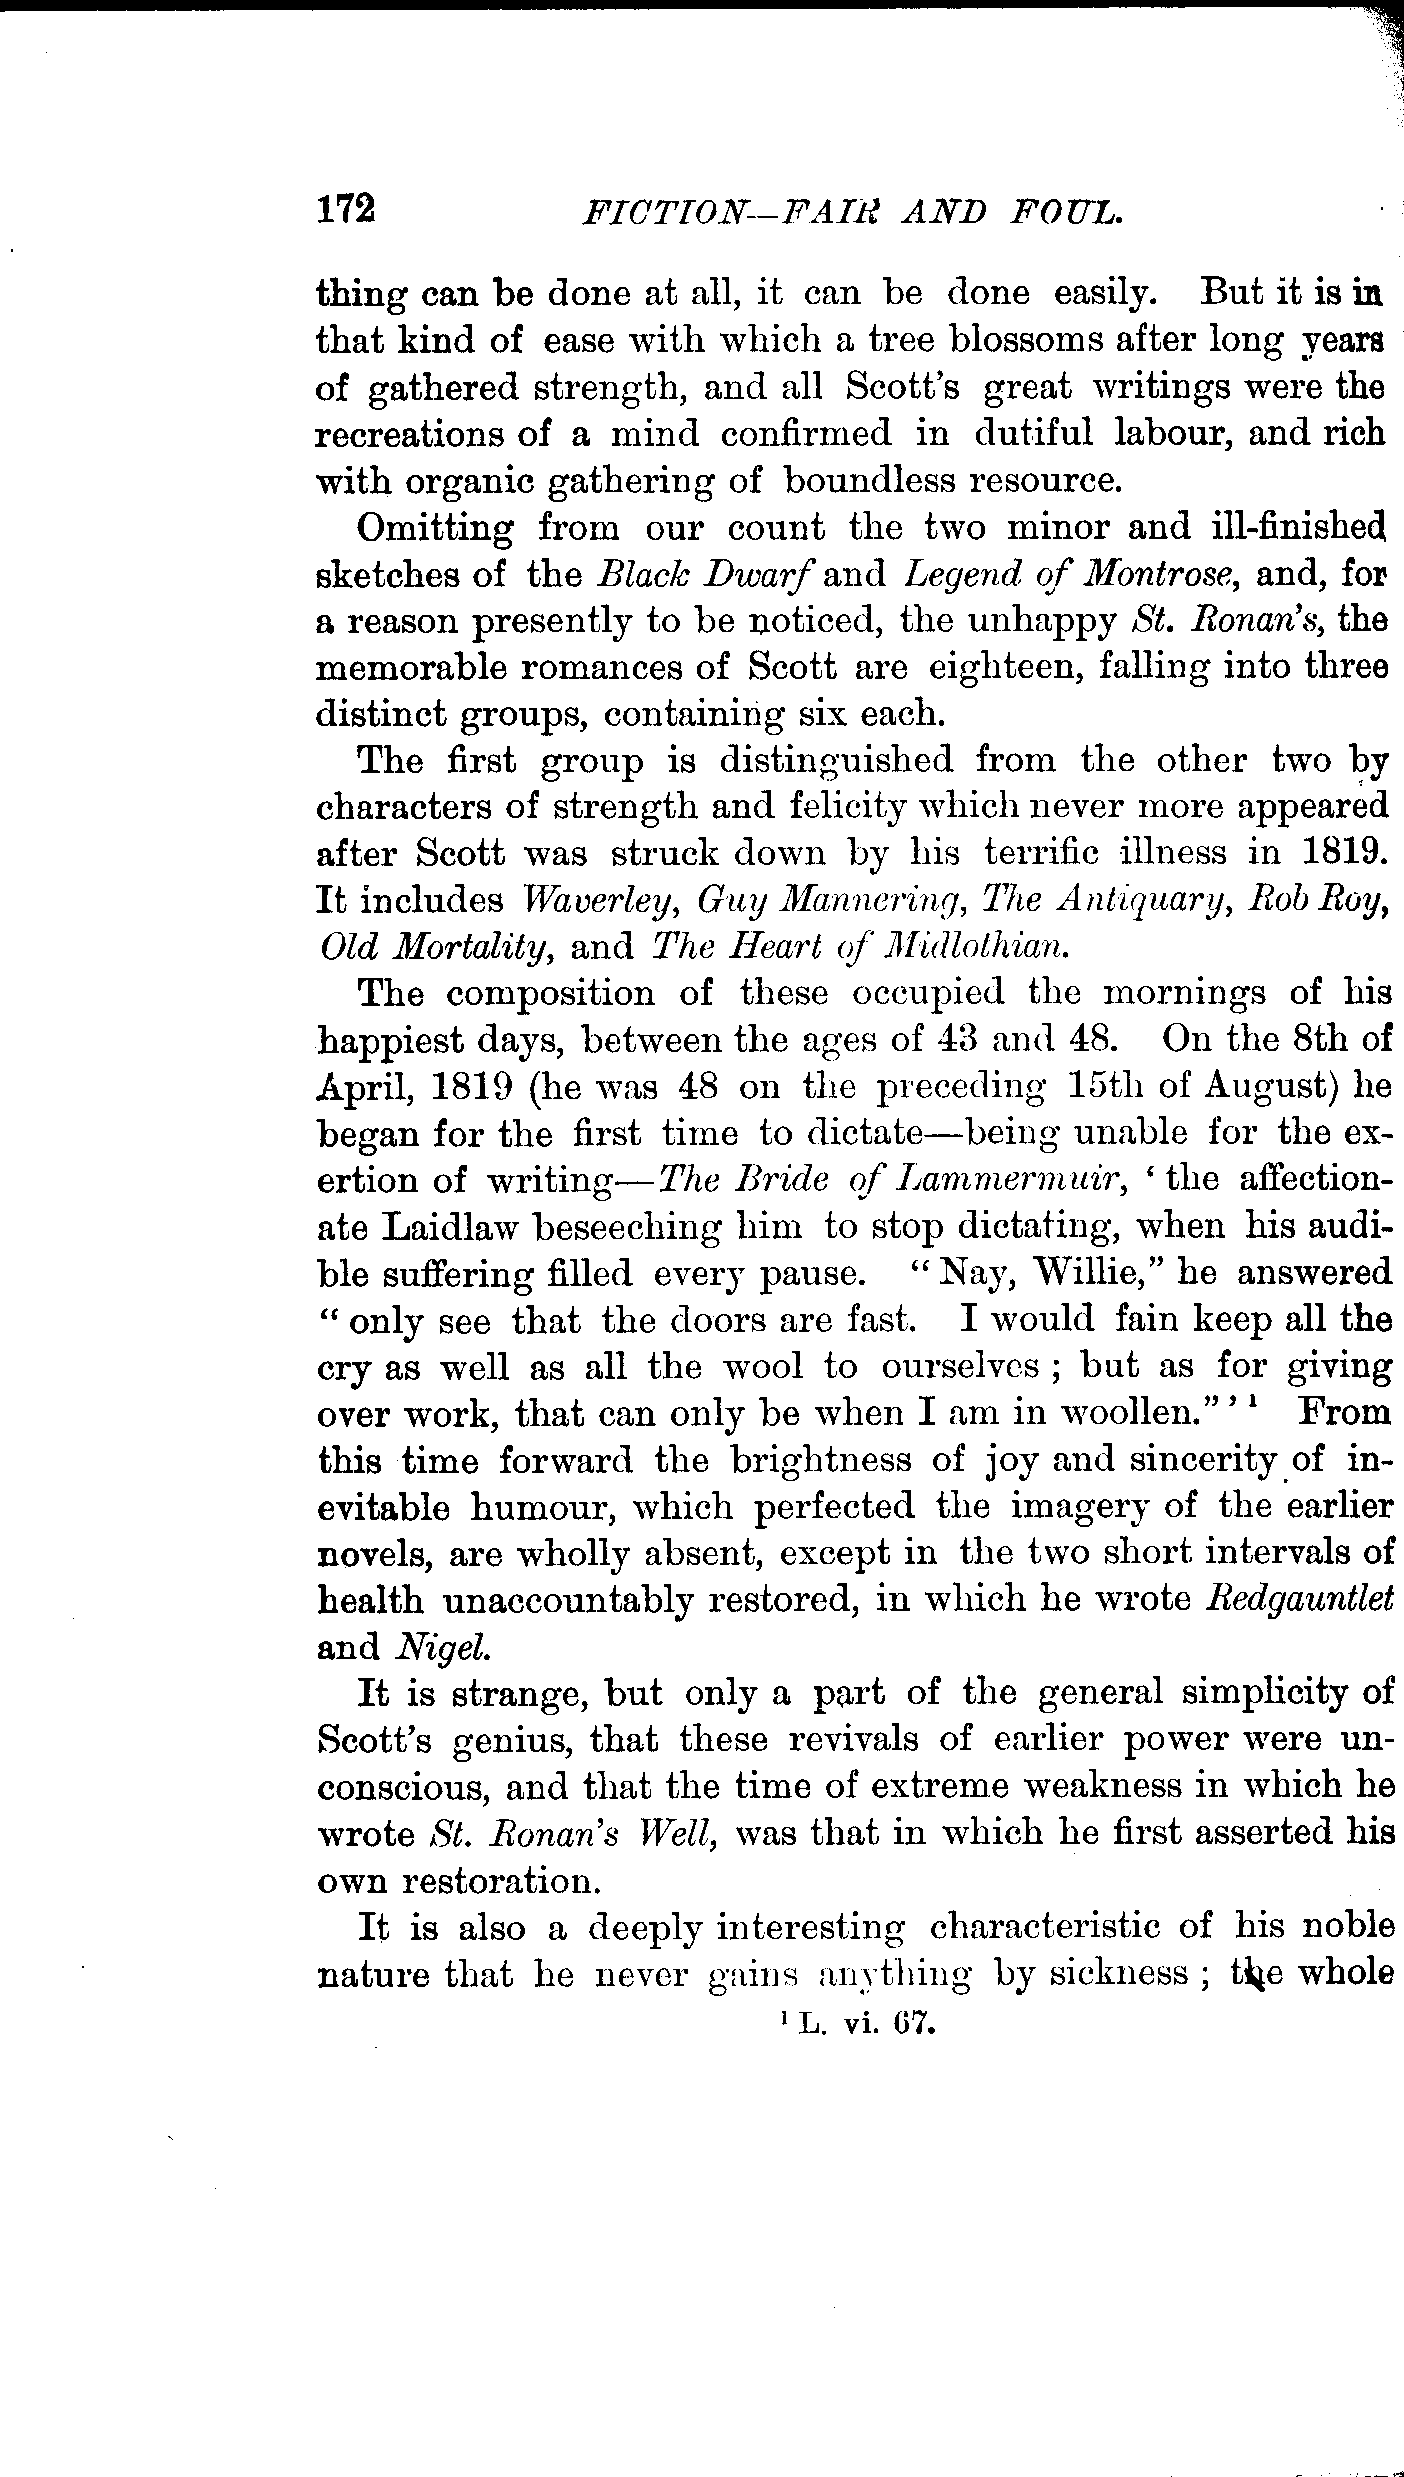 172 FICTION—FAIR AND FOUL.
thing can be done at all, it can be done easily. But it is in
that kind of ease with which a tree blossoms after long years
of gathered strength, and all Scott's great writings were the
recreations of a mind confirmed in dutiful labour, and rich
with organic gathering of boundless resource.
Omitting from our count the two minor and ill-finished
sketches of the Black Dwarf and Legend of Montrose, and, for
a reason presently to be noticed, the unhappy St. Ronan's, the
memorable romances of Scott are eighteen, falling into three
distinct groups, containing six each.
The first group is distinguished from the other two by
characters of strength and felicity which never more appeared
after Scott was struck down by his terrific illness in 1819.
It includes Waverley, Guy Mannering, The Antiquary, Rob Roy,
Old Mortality, and The Heart of Midlothian.
The composition of these occupied the mornings of his
happiest days, between the ages of 43 and 48. On the 8th of
April, 1819 (he was 48 on the preceding 15th of August) he
began for the first time to dictate—being unable for the ex-
ertion of writing—The Bride of Lammermuir, ‘ the affection-
ate Laidlaw beseeching him to stop dictating, when his audi-
ble suffering filled every pause. “ Nay, Willie,” he answered
“ only see that the doors are fast. I would fain keep all the
cry as well as all the wool to ourselves ; but as for giving
over work, that can only be when I am in woollen.” ’ ¹ From
this time forward the brightness of joy and sincerity of in-
evitable humour, which perfected the imagery of the earlier
novels, are wholly absent, except in the two short intervals of
health unaccountably restored, in which he wrote Redgauntlet
and Nigel.
It is strange, but only a part of the general simplicity of
Scott's genius, that these revivals of earlier power were un-
conscious, and that the time of extreme weakness in which he
wrote St. Ronan's Well, was that in which he first asserted his
own restoration.
It is also a deeply interesting characteristic of his noble
nature that he never gains anything by sickness ; the whole
¹ L. vi. 67.